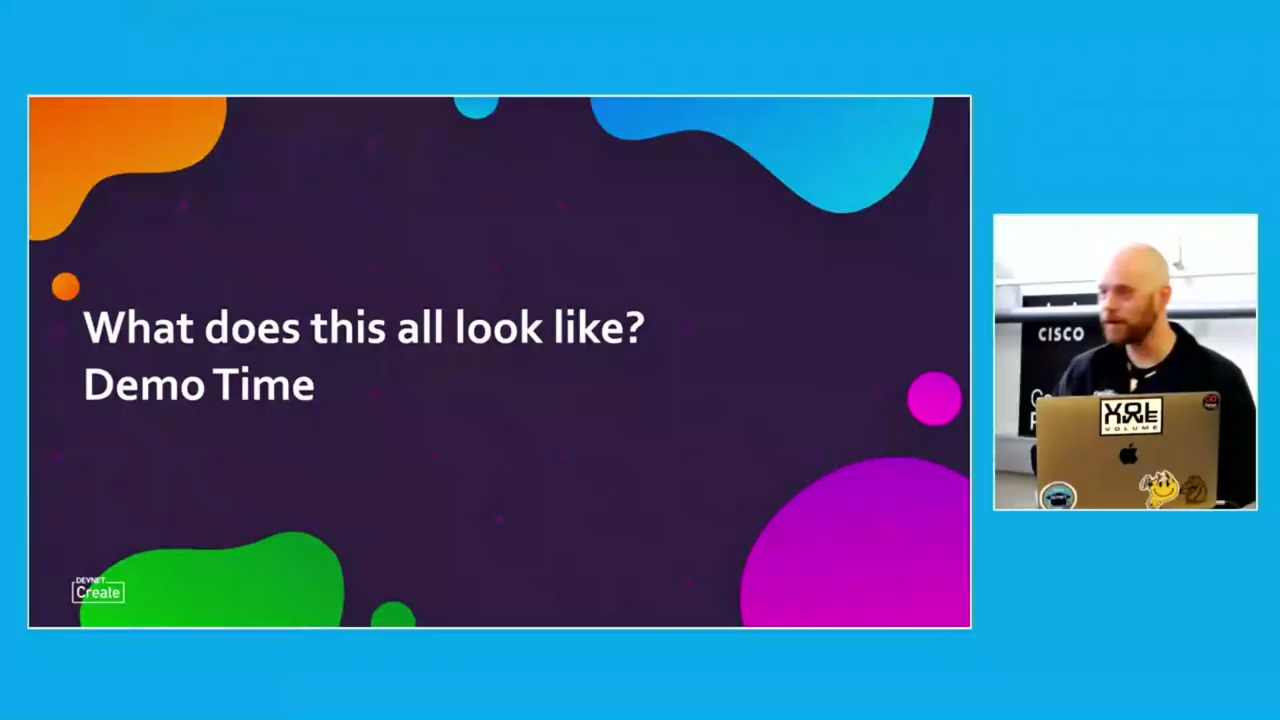 What does this all look like?
Demo Time
DEVNET
Create
CISCO
VOLUME